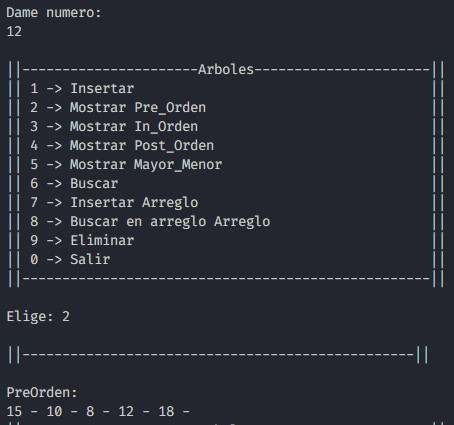 Dame numero:
12
||----------------------Arboles----------------------||
|| 1 -> Insertar ||
|| 2 -> Mostrar Pre_Orden ||
|| 3 -> Mostrar In_Orden ||
|| 4 -> Mostrar Post_Orden ||
|| 5 -> Mostrar Mayor_Menor ||
|| 6 -> Buscar ||
|| 7 -> Insertar Arreglo ||
|| 8 -> Buscar en arreglo Arreglo ||
|| 9 -> Eliminar ||
|| 0 -> Salir ||
||---------------------------------------------------||
Elige: 2
||-------------------------------------------------||
PreOrden:
15 - 10 - 8 - 12 - 18 -